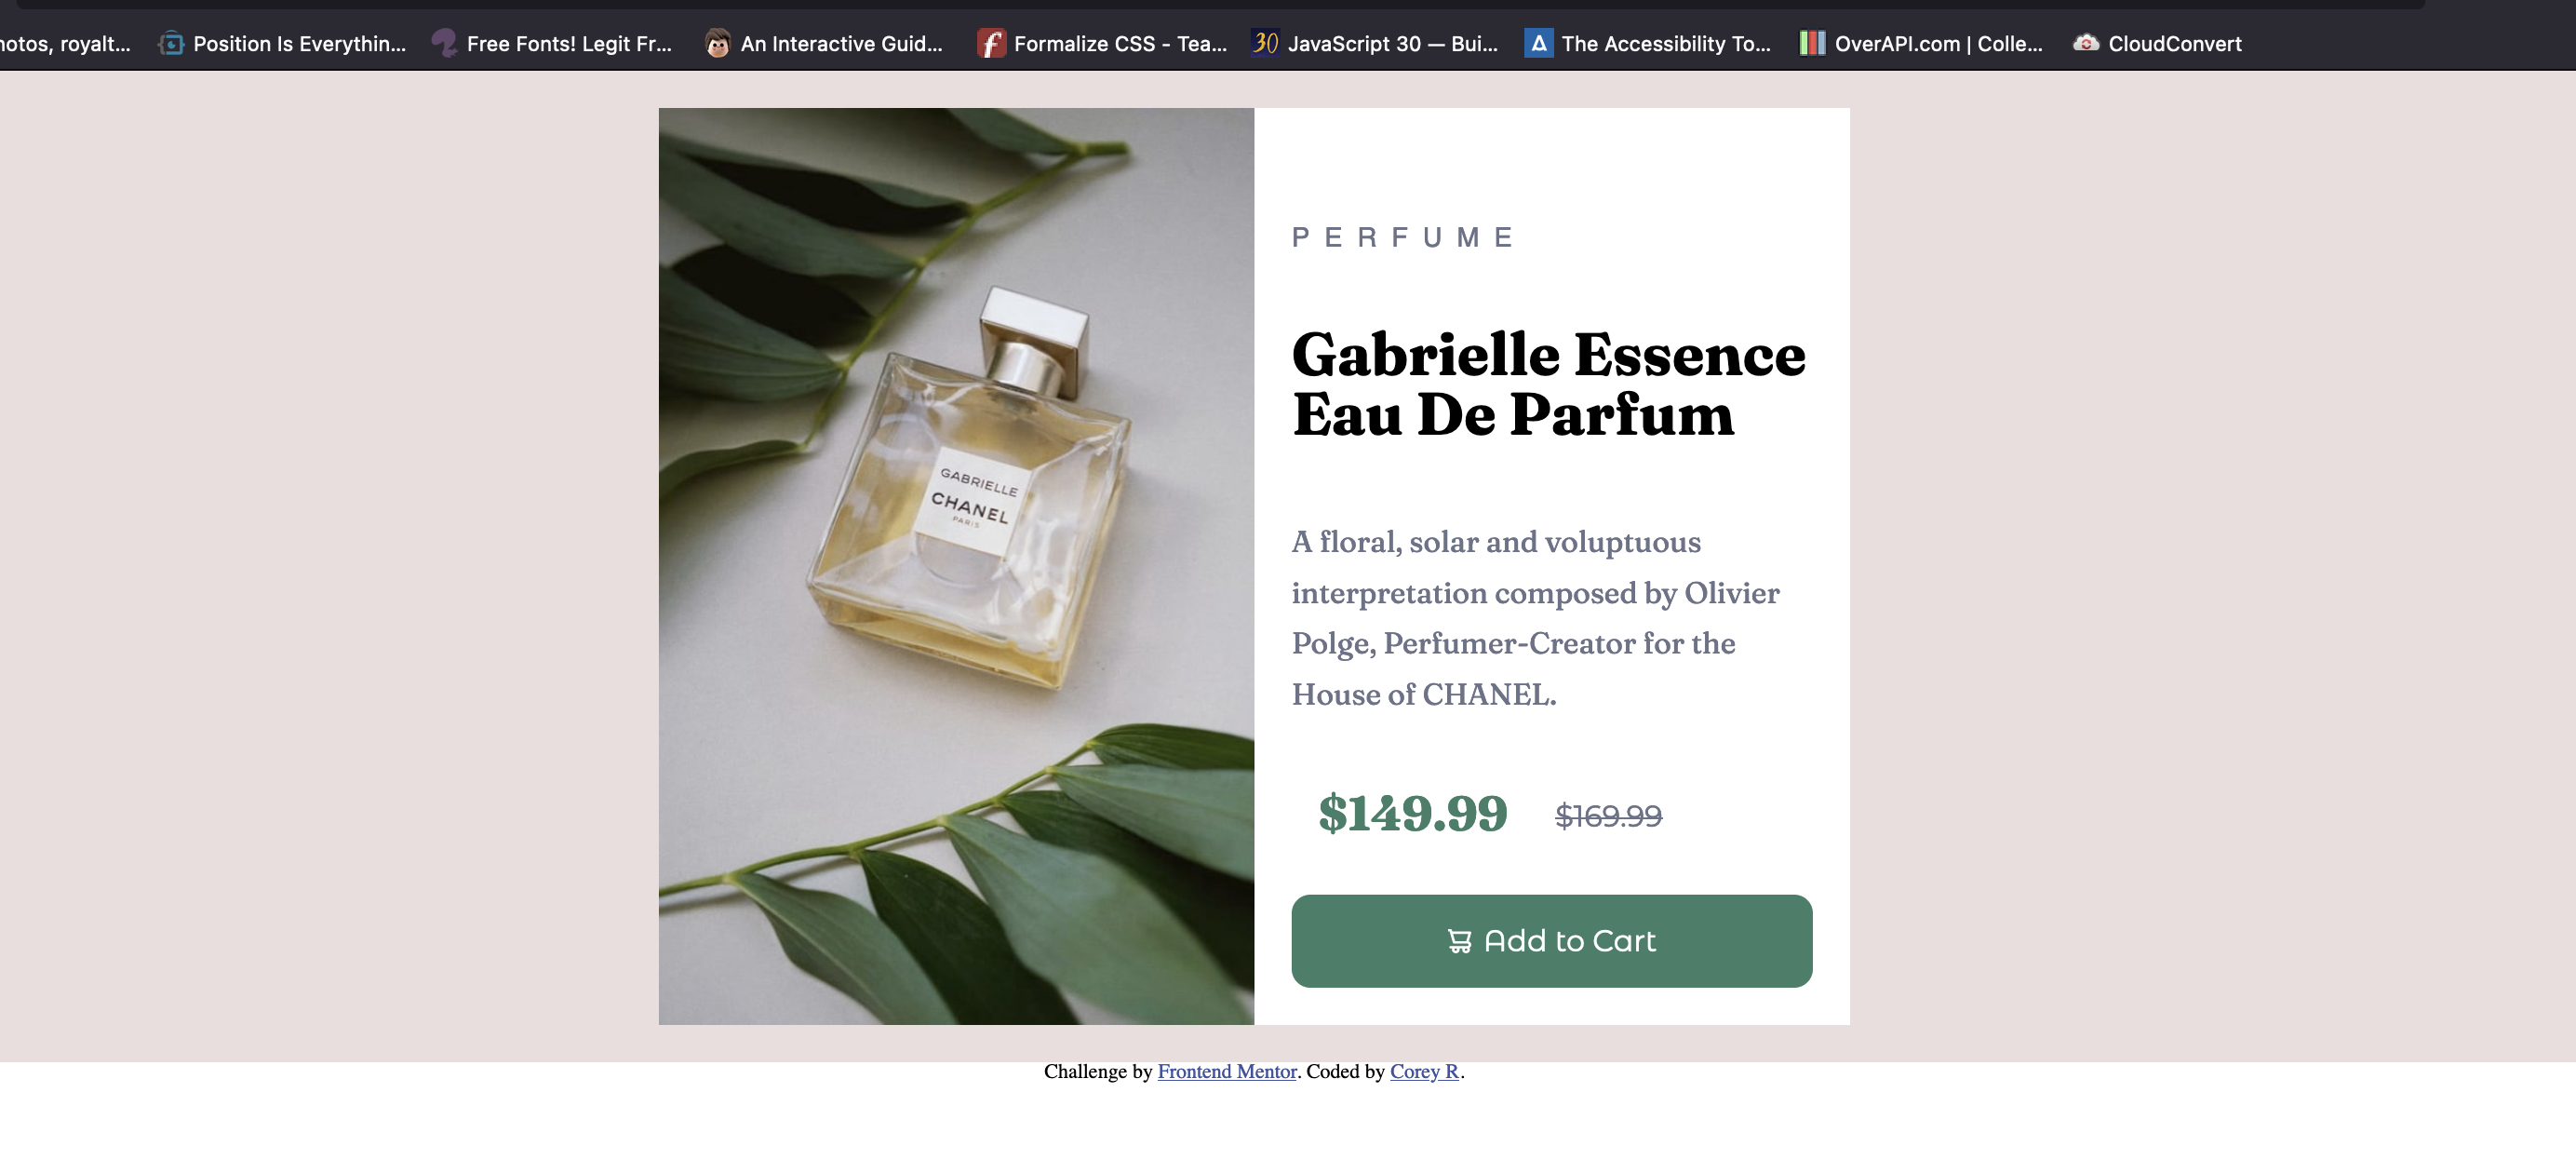 hotos, royalt... Position Is Everythin... Free Fonts! Legit Fr... An Interactive Guid... f Formalize CSS - Tea... 30 JavaScript 30 — Bui... The Accessibility To... OverAPI.com | Colle... CloudConvert
PERFUME
Gabrielle Essence
Eau De Parfum
GABRIELLE
CHANEL
PARIS
A floral, solar and voluptuous
interpretation composed by Olivier
Polge, Perfumer-Creator for the
House of CHANEL.
$149.99 $169.99
Add to Cart
Challenge by Frontend Mentor. Coded by Corey R.